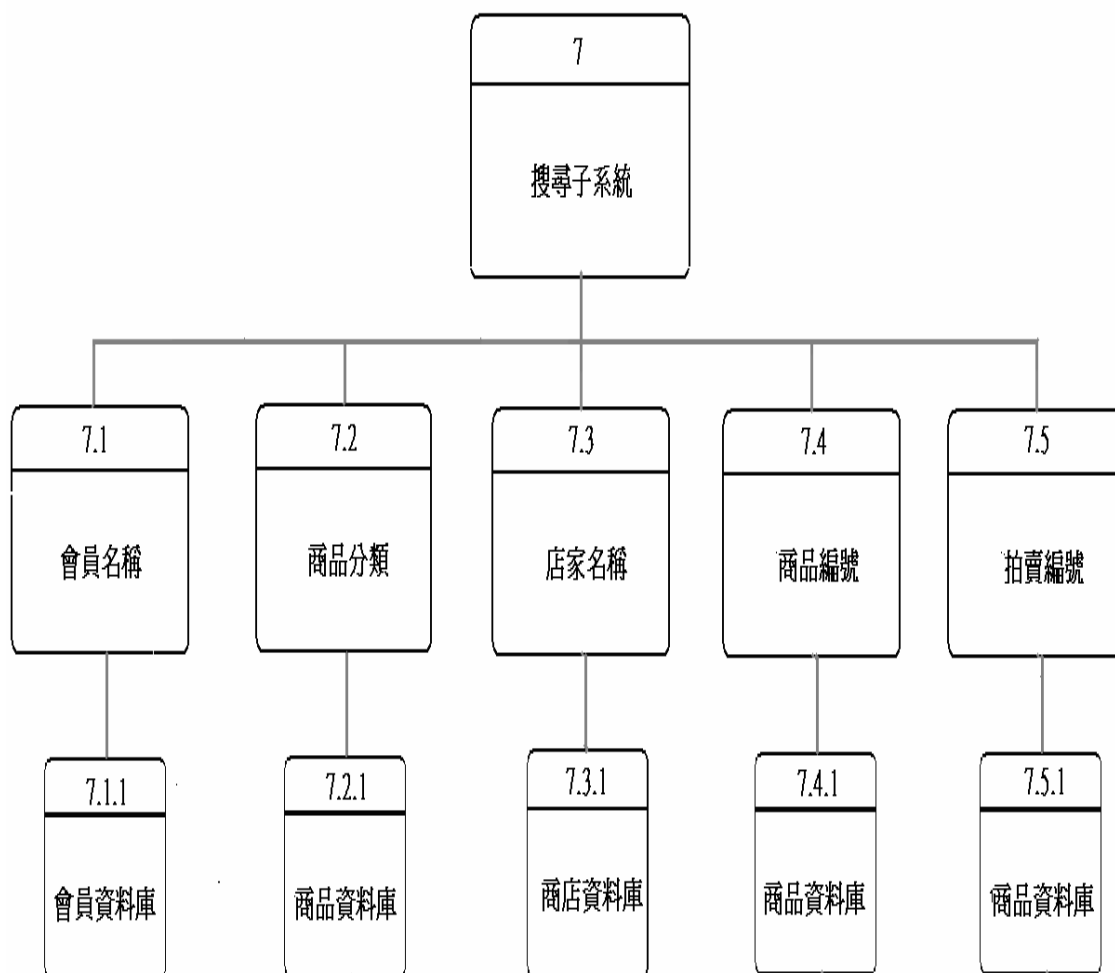 7
搜尋子系統
7.1
7.2
7.3
7.4
7.5
會員名稱
商品分類
店家名稱
商品編號
拍賣編號
7.1.1
7.2.1
7.3.1
7.4.1
7.5.1
會員資料庫
商品資料庫
商店資料庫
商品資料庫
商品資料庫